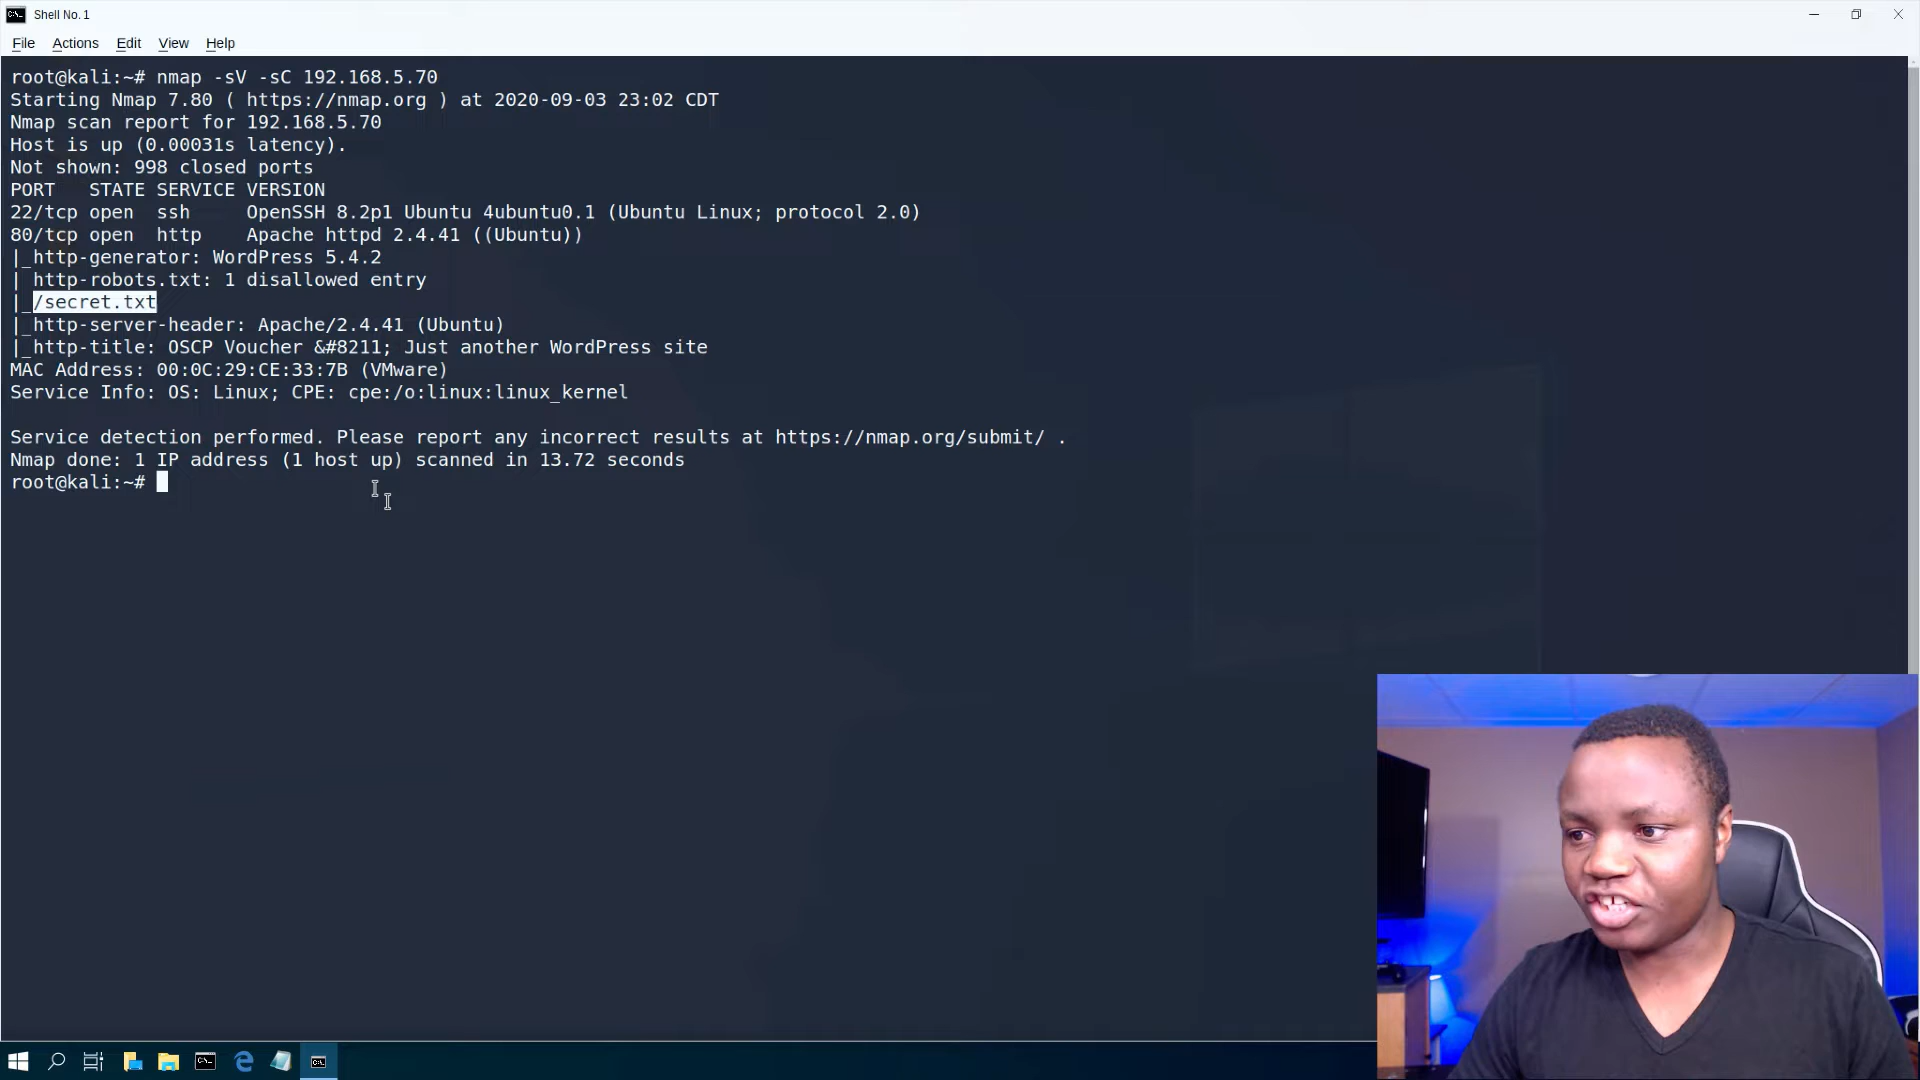 Shell No. 1
File Actions Edit View Help
root@kali:~# nmap -sV -sC 192.168.5.70
Starting Nmap 7.80 ( https://nmap.org ) at 2020-09-03 23:02 CDT
Nmap scan report for 192.168.5.70
Host is up (0.00031s latency).
Not shown: 998 closed ports
PORT   STATE SERVICE VERSION
22/tcp open  ssh     OpenSSH 8.2p1 Ubuntu 4ubuntu0.1 (Ubuntu Linux; protocol 2.0)
80/tcp open  http    Apache httpd 2.4.41 ((Ubuntu))
|_http-generator: WordPress 5.4.2
| http-robots.txt: 1 disallowed entry
|_/secret.txt
|_http-server-header: Apache/2.4.41 (Ubuntu)
|_http-title: OSCP Voucher &#8211; Just another WordPress site
MAC Address: 00:0C:29:CE:33:7B (VMware)
Service Info: OS: Linux; CPE: cpe:/o:linux:linux_kernel
Service detection performed. Please report any incorrect results at https://nmap.org/submit/ .
Nmap done: 1 IP address (1 host up) scanned in 13.72 seconds
root@kali:~#